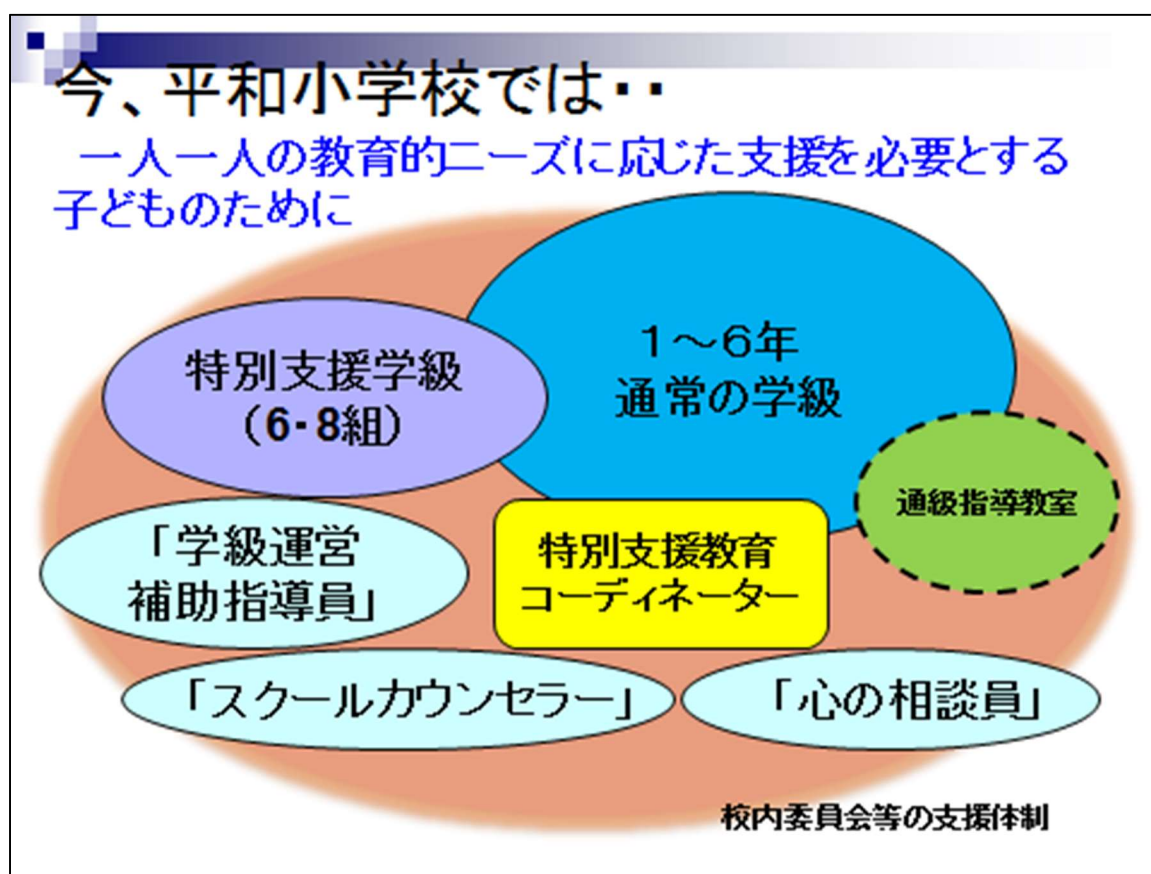 今、平和小学校では・・
一人一人の教育的ニーズに応じた支援を必要とする
子どものために
1～6年
通常の学級
特別支援学級
（6・8組）
通級指導教室
「学級運営
補助指導員」
特別支援教育
コーディネーター
「スクールカウンセラー」
「心の相談員」
校内委員会等の支援体制